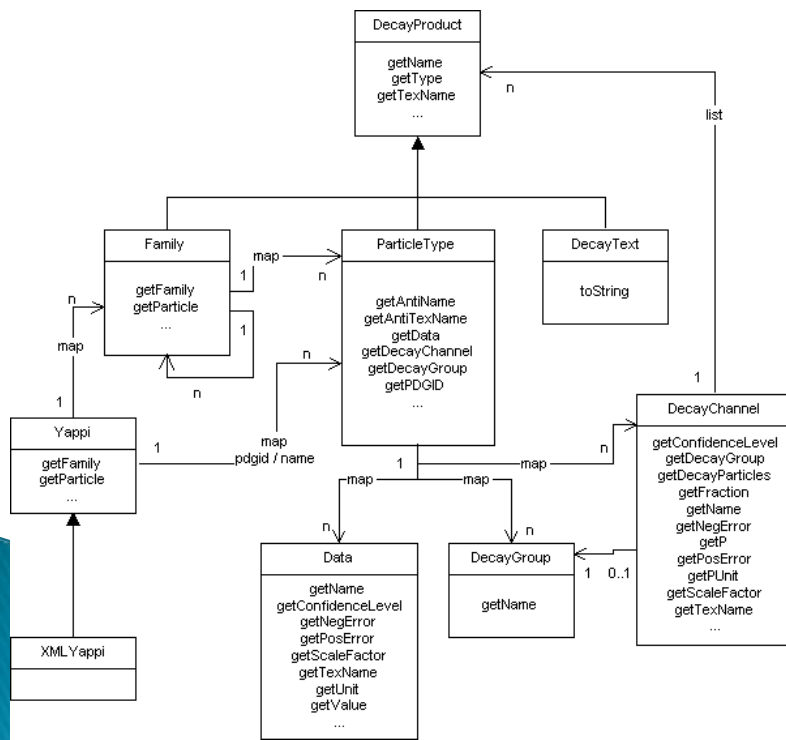 DecayProduct
getName
getType
getTexName
...
n
list
Family
getFamily
getParticle
...
1
map
n
1
n
ParticleType
getAntiName
getAntiTexName
getData
getDecayChannel
getDecayGroup
getPDGID
...
DecayText
toString
n
map
1
Yappi
getFamily
getParticle
...
1
map
pdgid / name
n
1
map
map
map
n
n
n
1
DecayChannel
getConfidenceLevel
getDecayGroup
getDecayParticles
getFraction
getName
getNegError
getP
getPosError
getPUnit
getScaleFactor
getTexName
...
Data
getName
getConfidenceLevel
getNegError
getPosError
getScaleFactor
getTexName
getUnit
getValue
...
DecayGroup
getName
1
0..1
XMLYappi